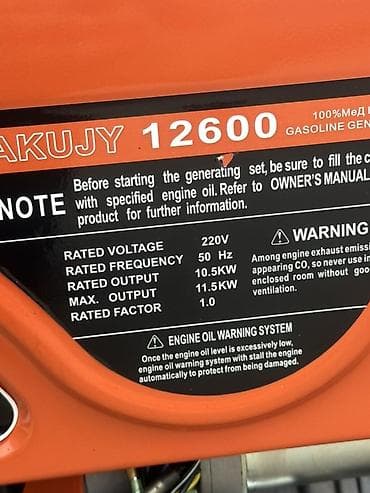 AKUJY 12600
100%МеД
GASOLINE GEN
NOTE
Before starting the generating set, be sure to fill the
with specified engine oil. Refer to OWNER'S MANUAL
product for further information.
RATED VOLTAGE 220V
RATED FREQUENCY 50 Hz
RATED OUTPUT 10.5KW
MAX. OUTPUT 11.5KW
RATED FACTOR 1.0
WARNING
Among engine exhaust emissi
appearing CO, so never use in
enclosed room without goo
ventilation.
ENGINE OIL WARNING SYSTEM
Once the engine oil level is excessively low,
engine oil warning system with stall the engine
automatically to protect from being damaged.